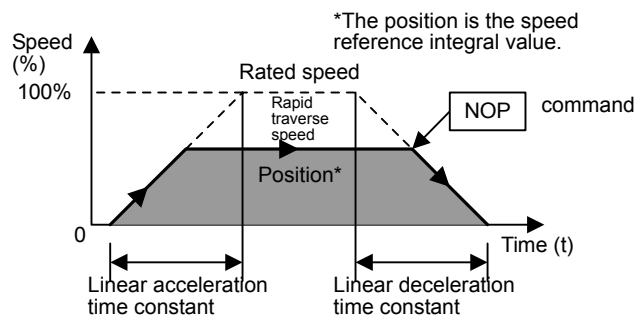 *The position is the speed
reference integral value.
Speed
(%)
Rated speed
100%
Rapid
traverse
speed
NOP
command
Position*
0
Time (t)
Linear acceleration
time constant
Linear deceleration
time constant